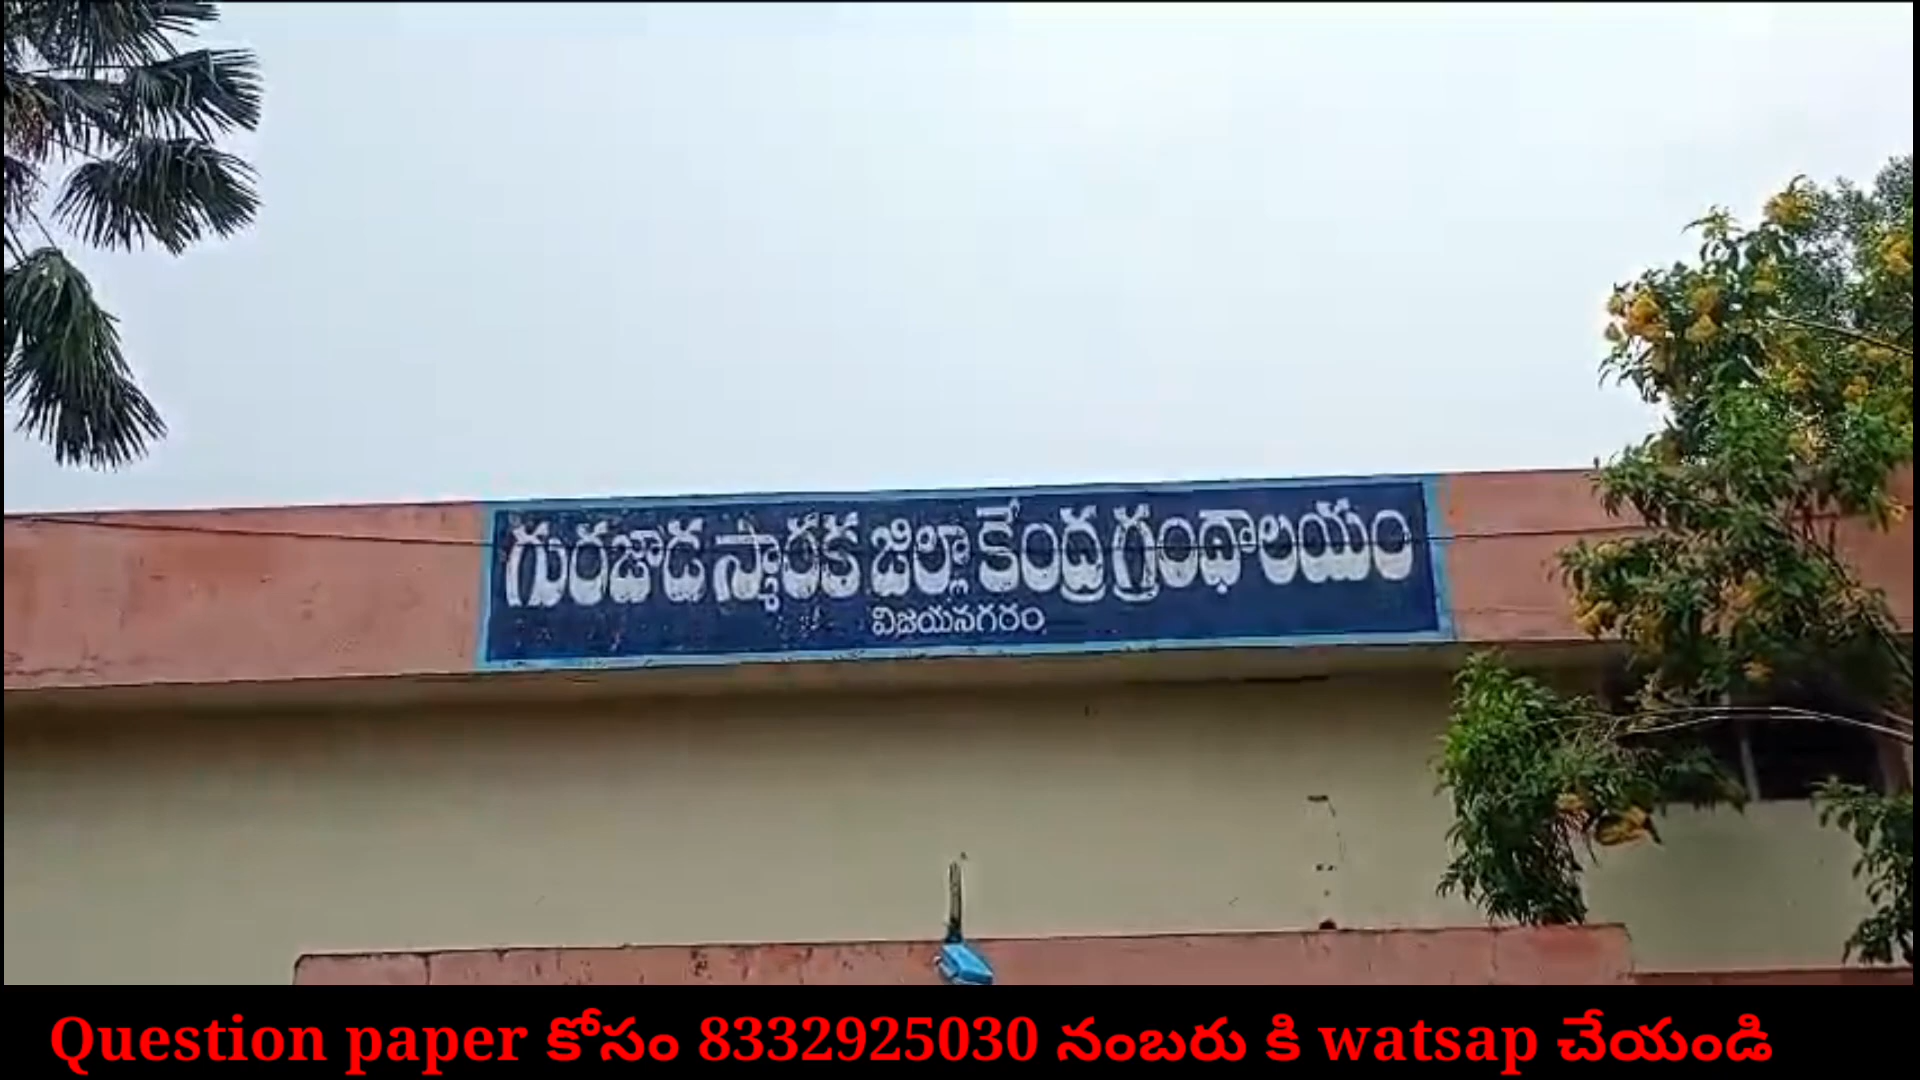 గురజాడ స్మారక జిల్లా కేంద్ర గ్రంథాలయం
విజయనగరం
Question paper కోసం 8332925030 నంబరు కి watsap చేయండి